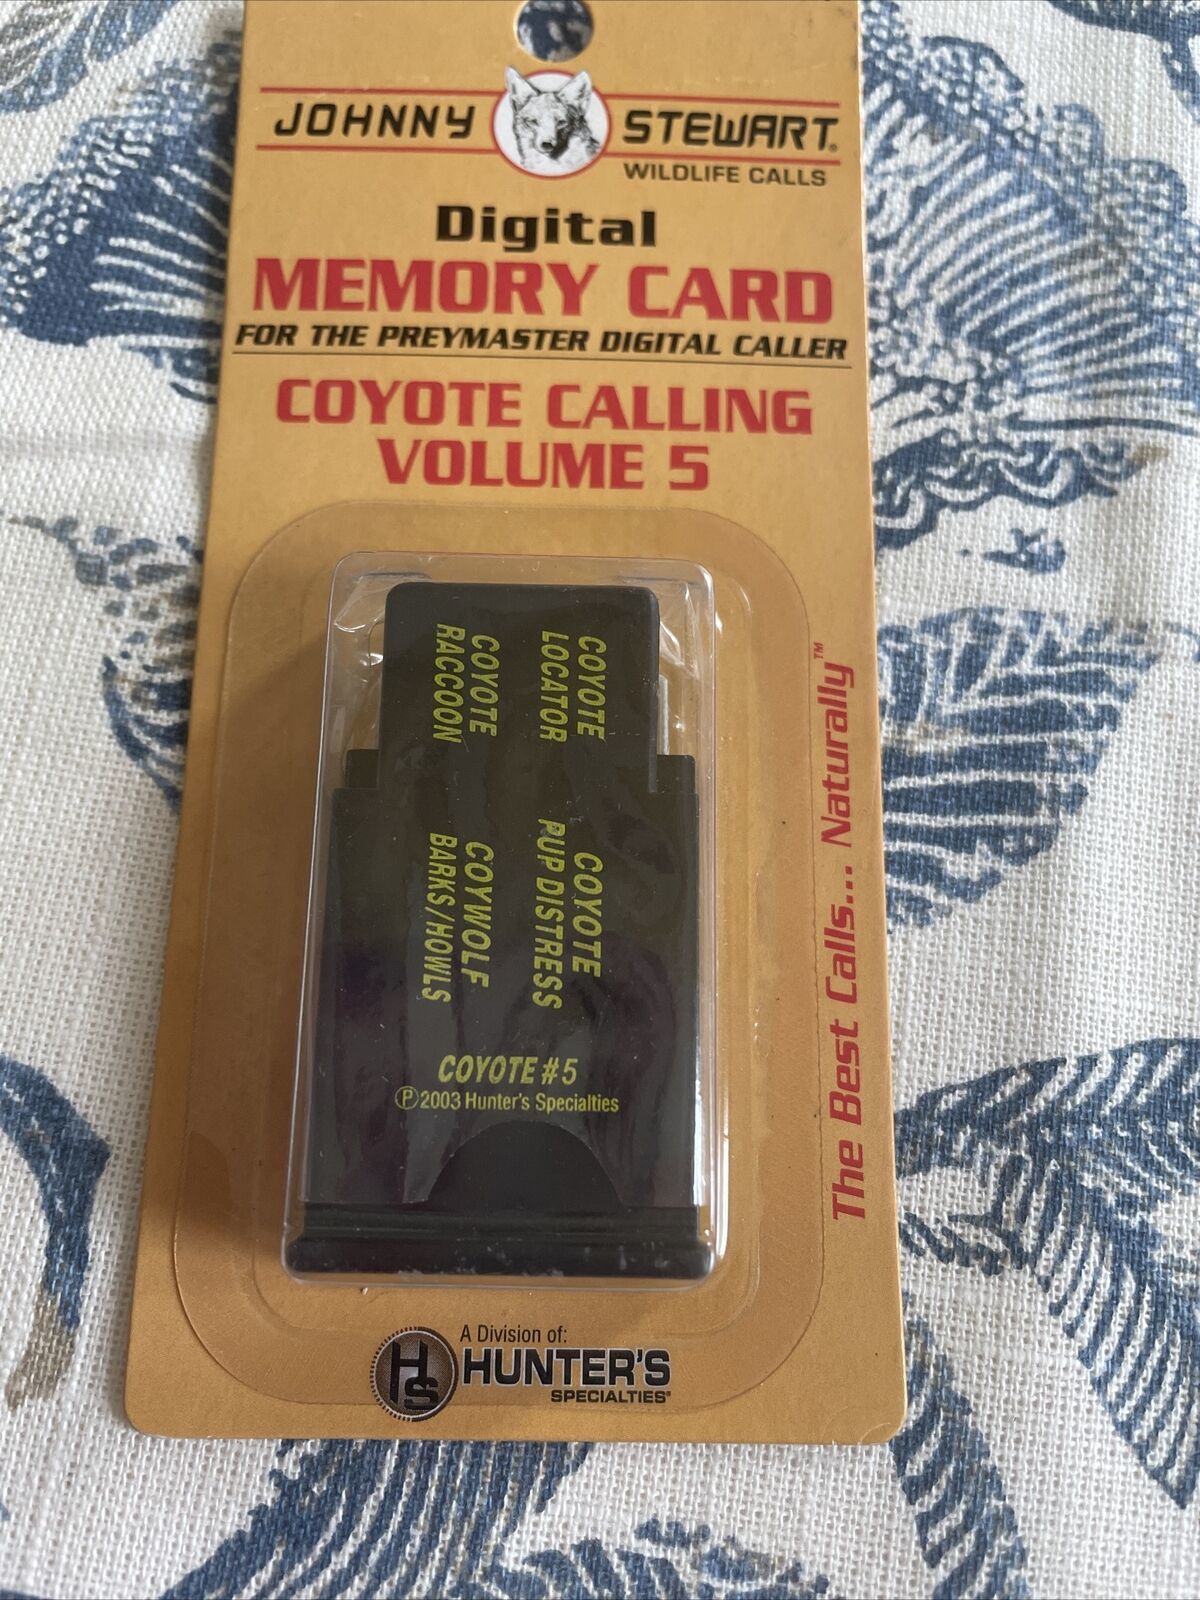 JOHNNY STEWART®
WILDLIFE CALLS
Digital
MEMORY CARD
FOR THE PREYMASTER DIGITAL CALLER
COYOTE CALLING
VOLUME 5
COYOTE
LOCATOR
COYOTE
RACCOON
COYOTE
PUP DISTRESS
COYWOLF
BARKS/HOWLS
COYOTE #5
℗ 2003 Hunter's Specialties
The Best Calls... Naturally™
HS
A Division of:
HUNTER'S
SPECIALTIES®